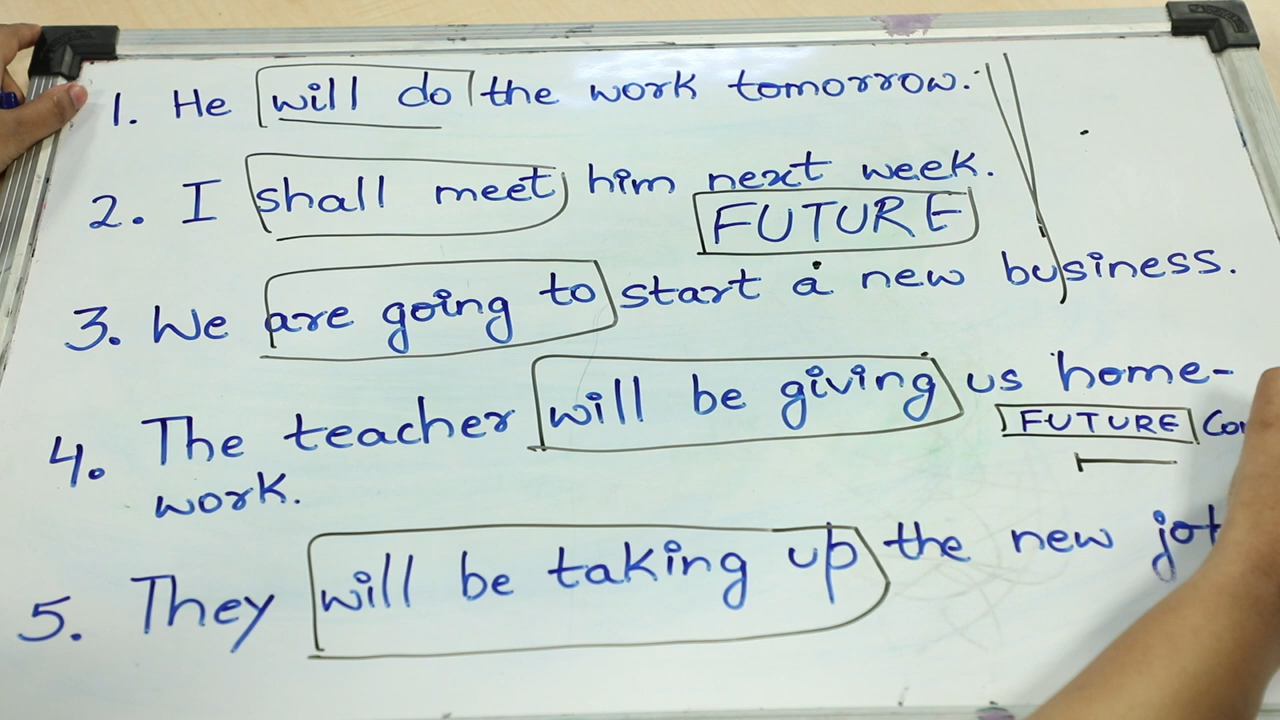 1. He will do the work tomorrow.
2. I shall meet him next week.
FUTURE
3. We are going to start a new business.
4. The teacher will be giving us home-
FUTURE
work.
5. They will be taking up the new